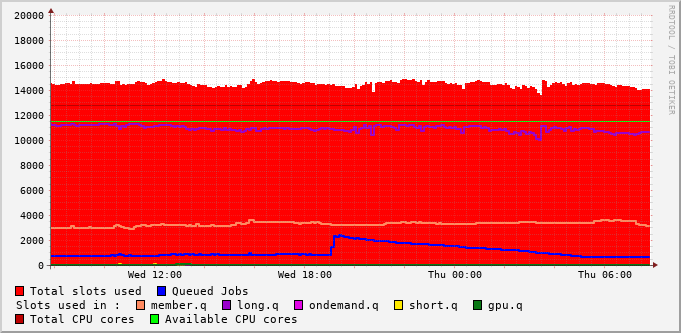 20000
18000
16000
14000
12000
10000
8000
6000
4000
2000
0
Wed 12:00 Wed 18:00 Thu 00:00 Thu 06:00
RRDTOOL / TOBI OETIKER
Total slots used Queued Jobs
Slots used in : member.q long.q ondemand.q short.q gpu.q
Total CPU cores Available CPU cores